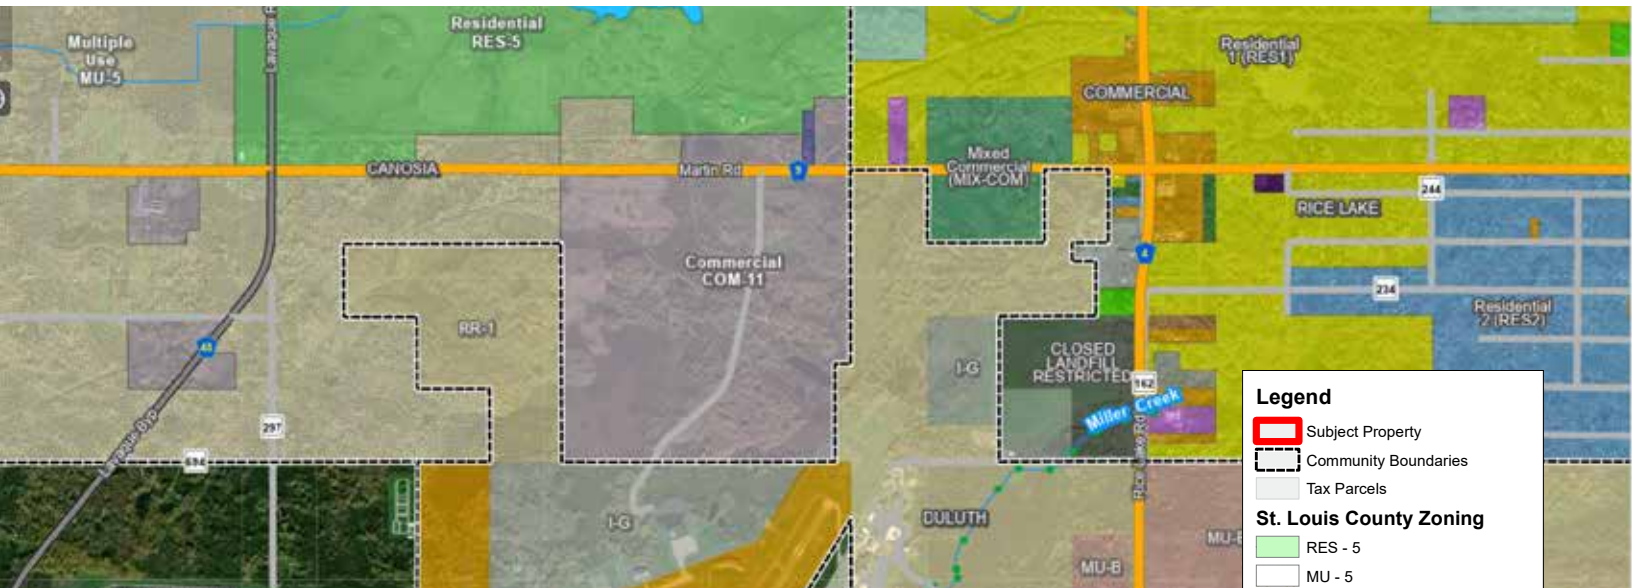 Multiple
Use
MU-5
Residential
RES-5
Residential
1 (RES1)
COMMERCIAL
CANOSIA
Martin Rd
9
Mixed
Commercial
(MIX-COM)
244
RICE LAKE
4
Commercial
COM-11
234
Residential
2 (RES2)
RR-1
48
I-G
CLOSED
LANDFILL
RESTRICTED
162
Miller Creek
297
Lavaque Byp
694
Rice Lake Rd
I-G
DULUTH
MU-B
Legend
Subject Property
Community Boundaries
Tax Parcels
St. Louis County Zoning
RES - 5
MU - 5